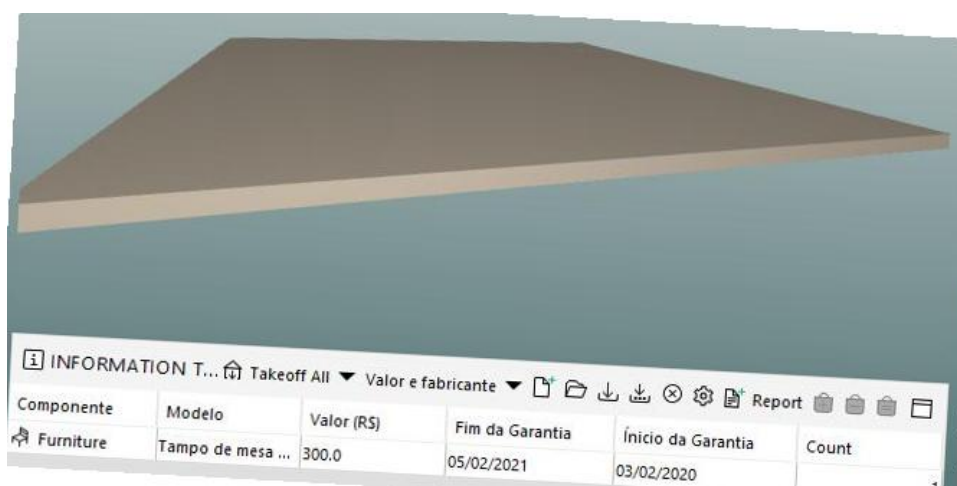 INFORMATION T... Takeoff All Valor e fabricante Report
Componente Modelo Valor (R$) Fim da Garantia Ínicio da Garantia Count
Furniture Tampo de mesa ... 300.0 05/02/2021 03/02/2020 1